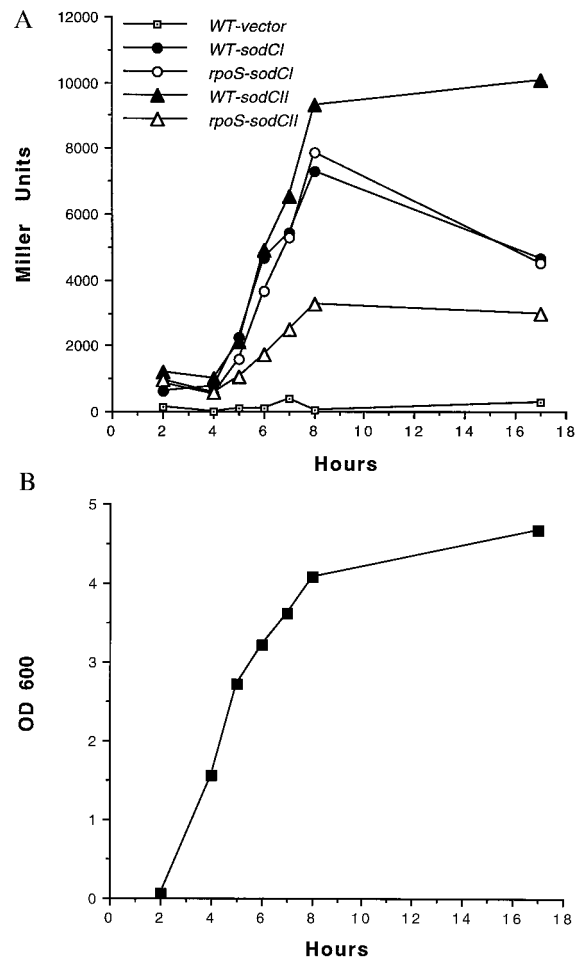 A
WT-vector
WT-sodCI
rpoS-sodCI
WT-sodCII
rpoS-sodCII
12000
10000
8000
6000
4000
2000
0
Miller Units
0 2 4 6 8 10 12 14 16 18
Hours
B
5
4
3
2
1
0
OD 600
0 2 4 6 8 10 12 14 16 18
Hours